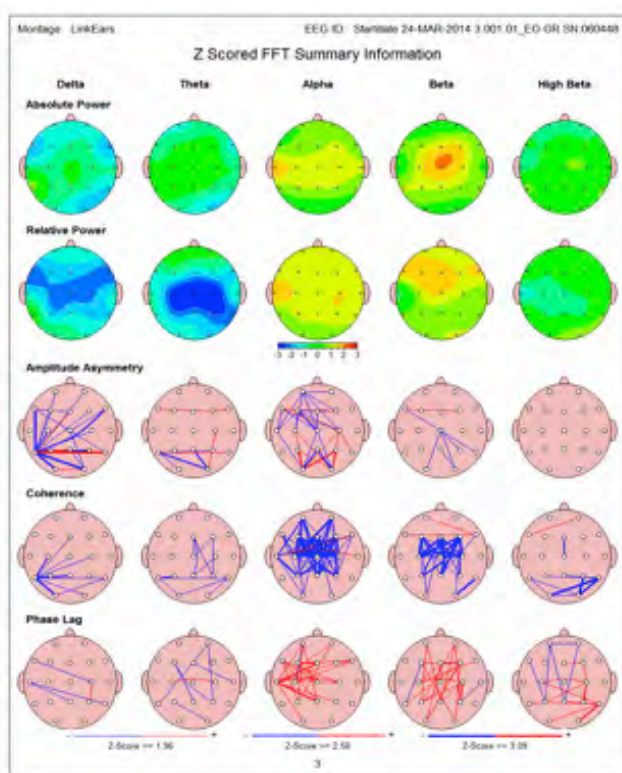 Montage: LinkEars EEG ID: Startdate 24-MAR-2014 3.001.01_EO-GR SN:060448
Z Scored FFT Summary Information
Delta Theta Alpha Beta High Beta
Absolute Power
Relative Power
-3 -2 -1 0 1 2 3
Amplitude Asymmetry
Coherence
Phase Lag
- + - + - +
Z-Score >= 1.96 Z-Score >= 2.58 Z-Score >= 3.09
3